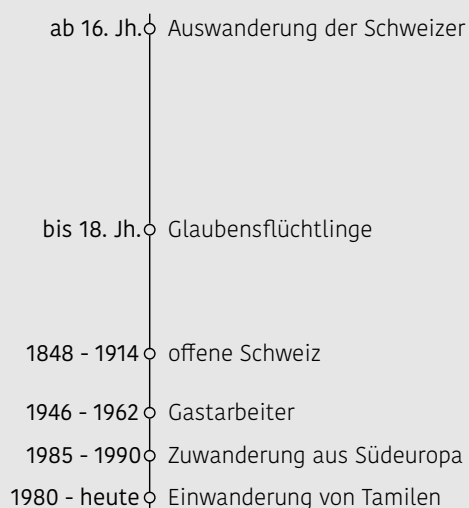 ab 16. Jh. Auswanderung der Schweizer
bis 18. Jh. Glaubensflüchtlinge
1848 - 1914 offene Schweiz
1946 - 1962 Gastarbeiter
1985 - 1990 Zuwanderung aus Südeuropa
1980 - heute Einwanderung von Tamilen